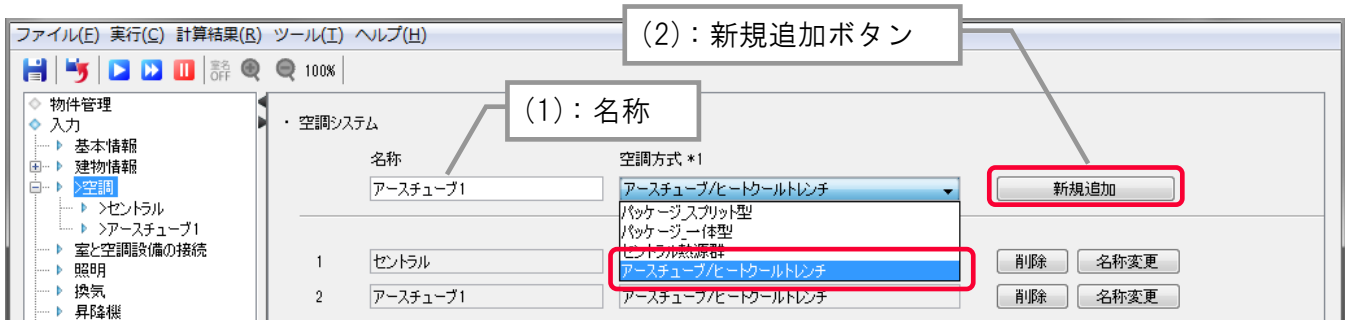 (2)：新規追加ボタン
ファイル(F) 実行(C) 計算結果(R) ツール(T) ヘルプ(H)
室名 OFF 100%
(1)：名称
物件管理
入力
基本情報
建物情報
>空調
>セントラル
>アースチューブ1
室と空調設備の接続
照明
換気
昇降機
・ 空調システム
名称 空調方式 *1
アースチューブ1 アースチューブ/ヒートクールトレンチ 新規追加
パッケージ_スプリット型
パッケージ_一体型
セントラル熱源群
アースチューブ/ヒートクールトレンチ
1 セントラル 削除 名称変更
2 アースチューブ1 アースチューブ/ヒートクールトレンチ 削除 名称変更